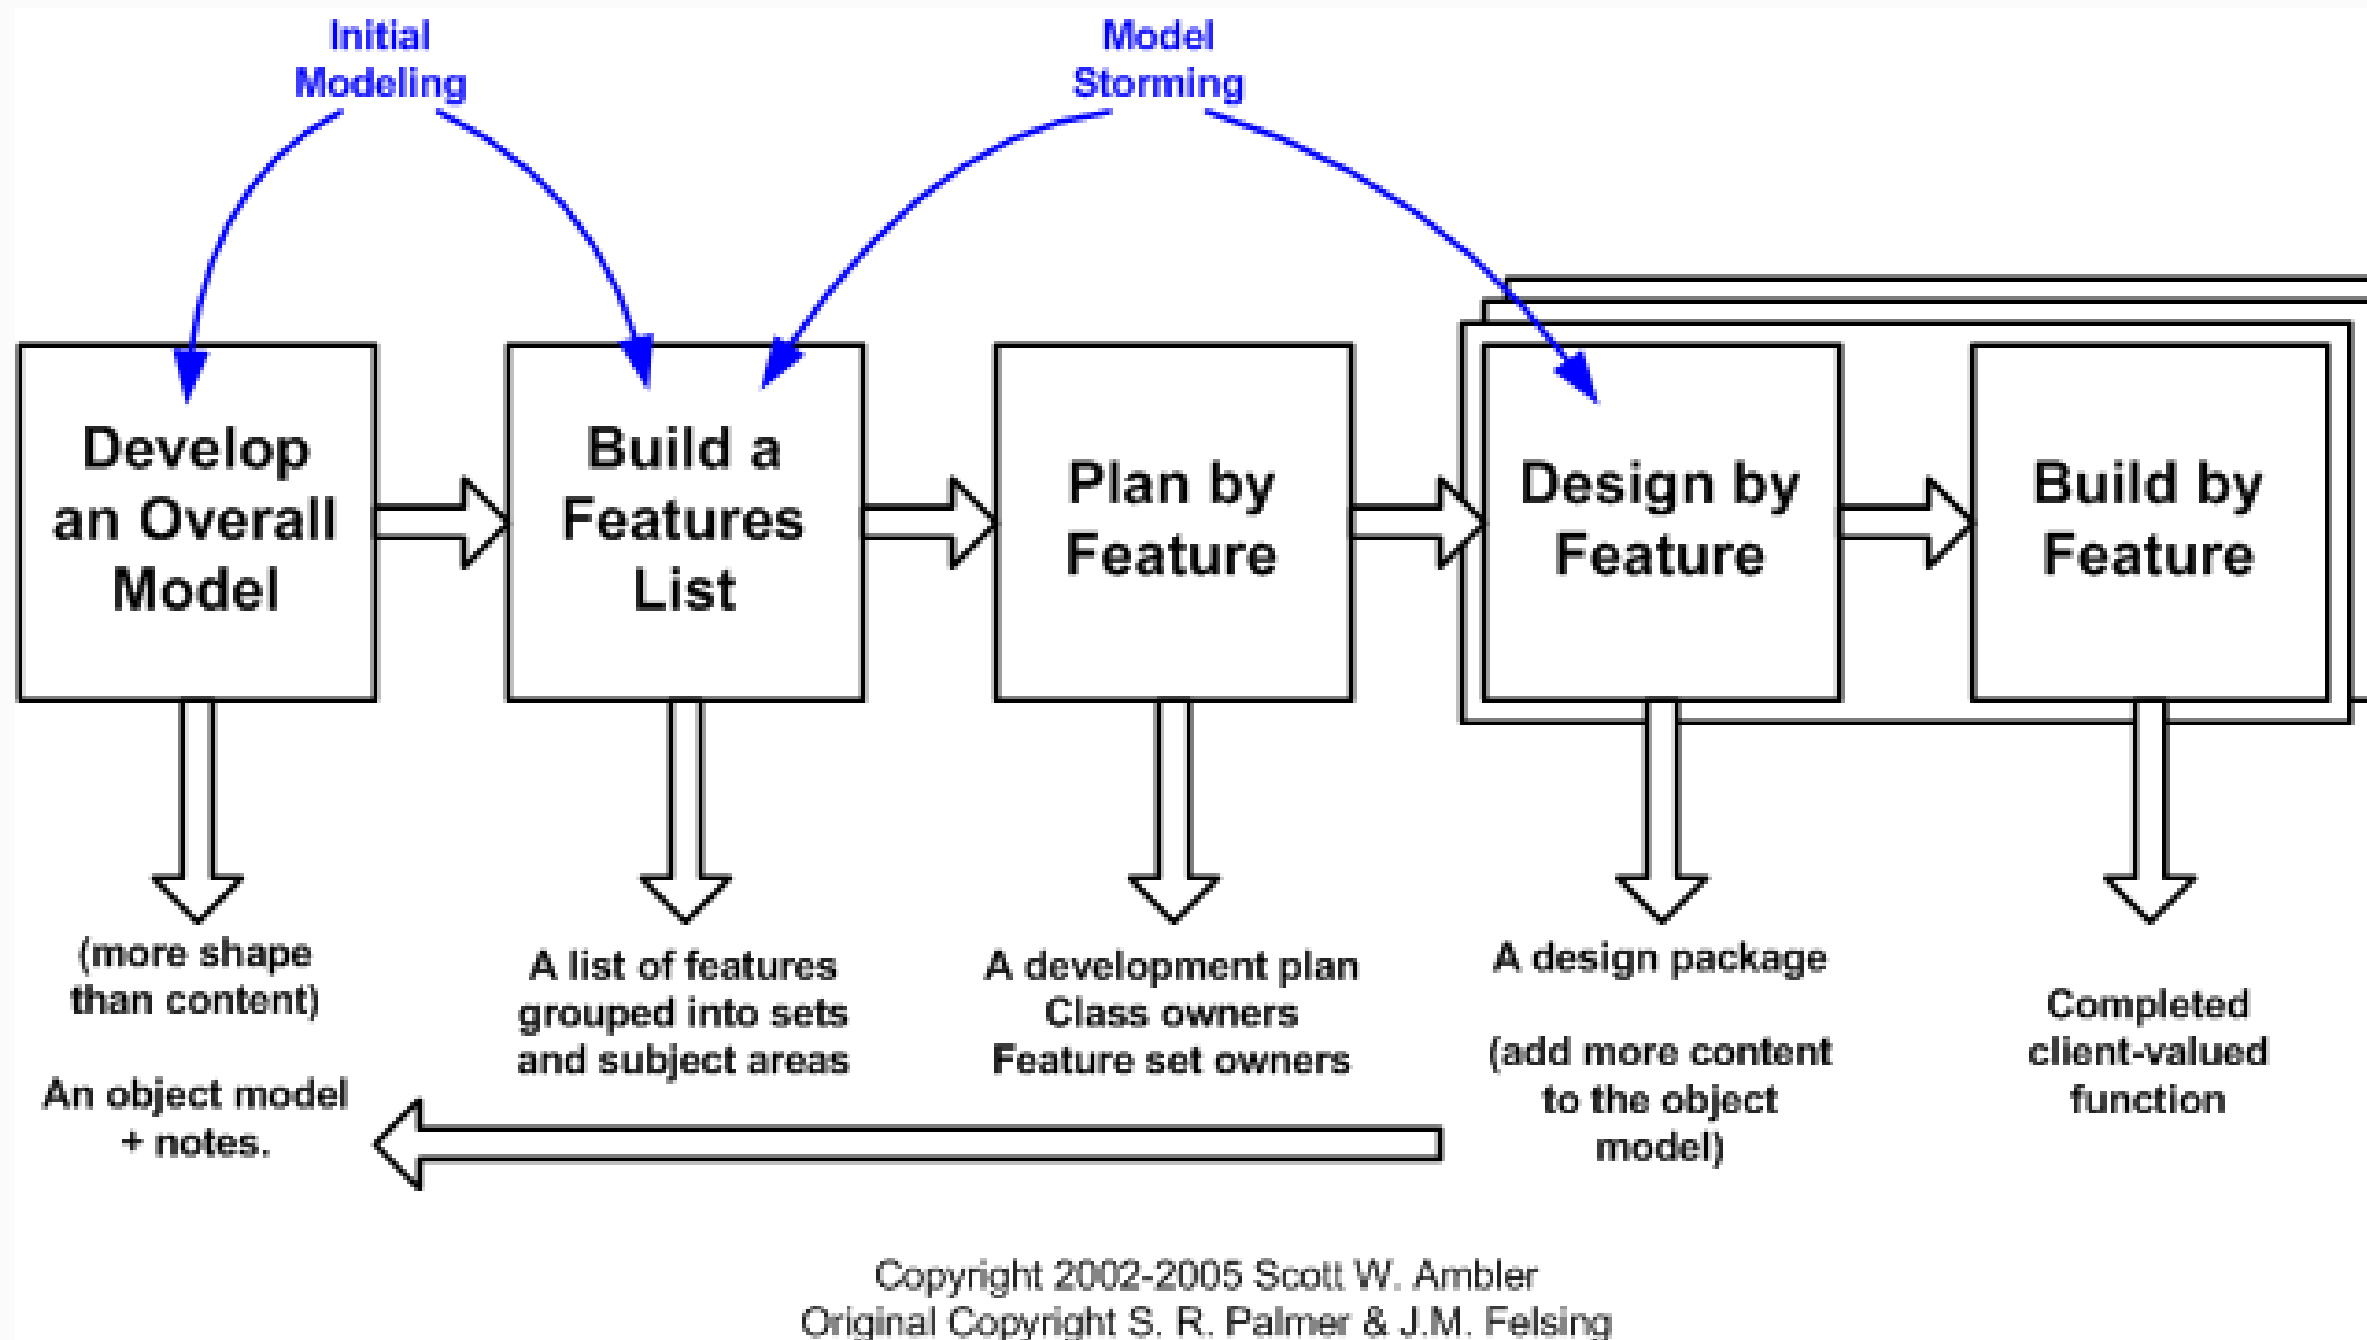 Initial
Modeling
Model
Storming
Develop
an Overall
Model
Build a
Features
List
Plan by
Feature
Design by
Feature
Build by
Feature
(more shape
than content)
An object model
+ notes.
A list of features
grouped into sets
and subject areas
A development plan
Class owners
Feature set owners
A design package
(add more content
to the object
model)
Completed
client-valued
function
Copyright 2002-2005 Scott W. Ambler
Original Copyright S. R. Palmer & J.M. Felsing